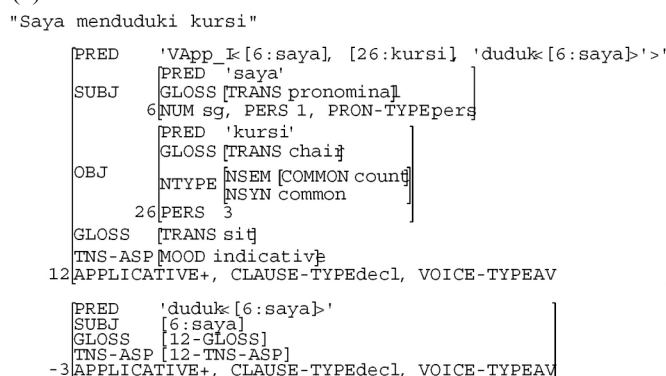 "Saya menduduki kursi"
PRED 'VApp_I<[6:saya], [26:kursi], 'duduk<[6:saya]>'>'
PRED 'saya'
SUBJ GLOSS [TRANS pronominal]
6 NUM sg, PERS 1, PRON-TYPE pers
PRED 'kursi'
GLOSS [TRANS chair]
OBJ
NTYPE NSEM [COMMON count]
NSYN common
26 PERS 3
GLOSS [TRANS sit]
TNS-ASP [MOOD indicative]
12 APPLICATIVE +, CLAUSE-TYPE decl, VOICE-TYPE AV
PRED 'duduk<[6:saya]>'
SUBJ [6:saya]
GLOSS [12-GLOSS]
TNS-ASP [12-TNS-ASP]
-3 APPLICATIVE +, CLAUSE-TYPE decl, VOICE-TYPE AV